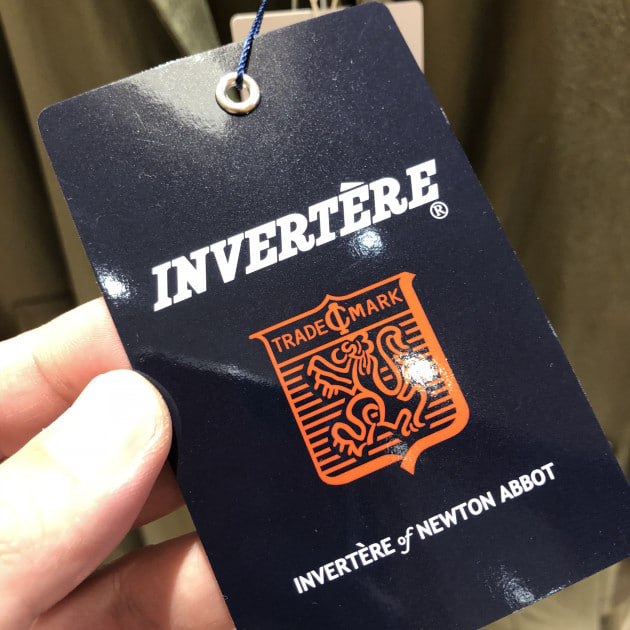 INVERTÈRE®
TRADE MARK
INVERTÈRE of NEWTON ABBOT